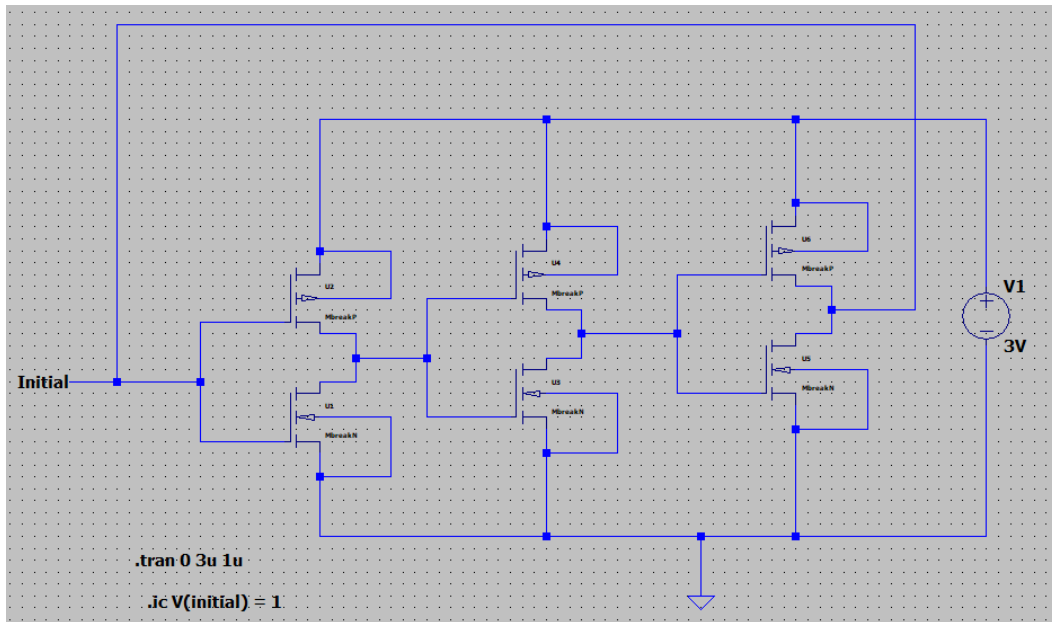 U6
U4
MbreakP
V1
U2
MbreakP
MbreakP
3V
U5
Initial
U3
MbreakN
U1
MbreakN
MbreakN
.tran 0 3u 1u
.ic V(initial) = 1